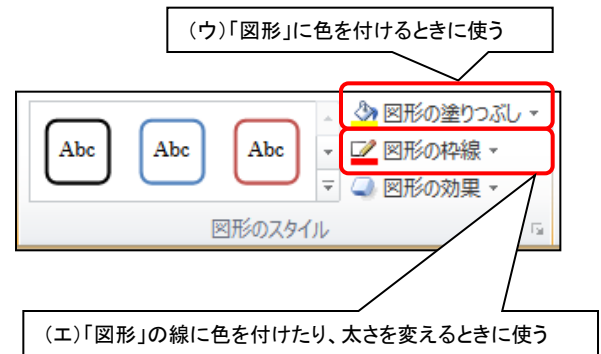 (ウ)「図形」に色を付けるときに使う
Abc Abc Abc
図形の塗りつぶし
図形の枠線
図形の効果
図形のスタイル
(エ)「図形」の線に色を付けたり、太さを変えるときに使う